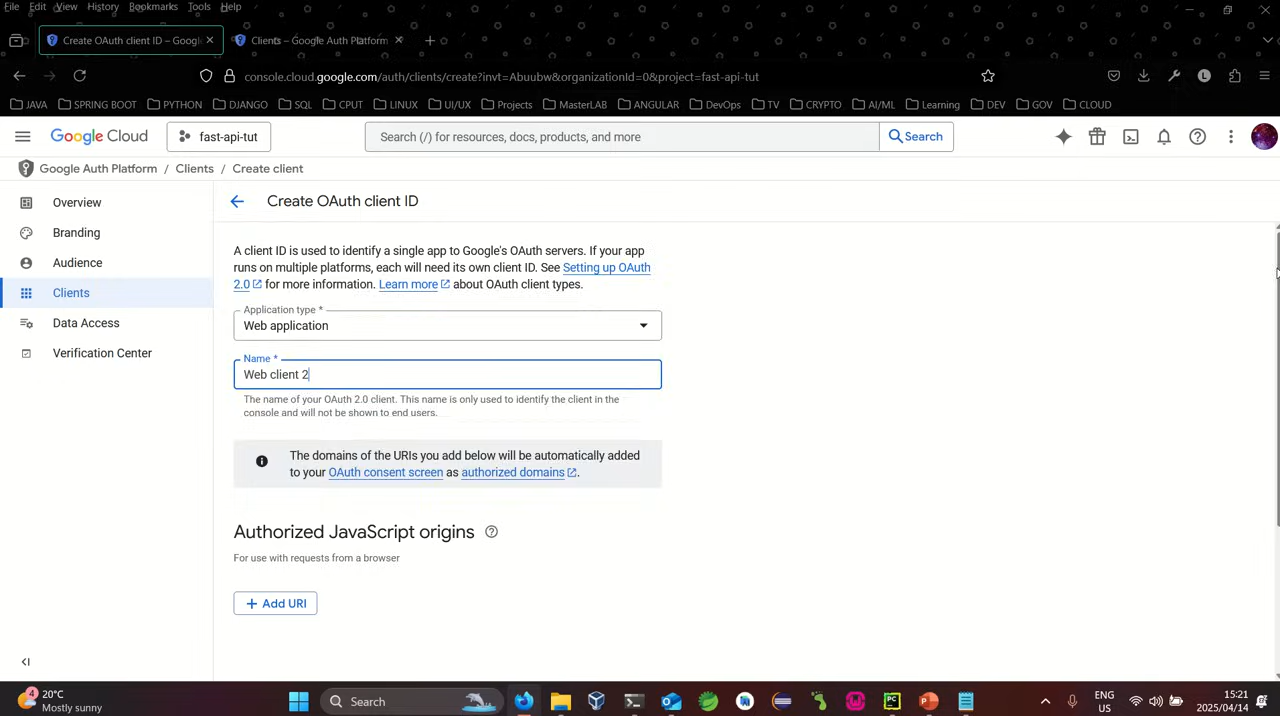 File Edit View History Bookmarks Tools Help
Create OAuth client ID – Googl
Clients – Google Auth Platform
console.cloud.google.com/auth/clients/create?invt=Abuubw&organizationId=0&project=fast-api-tut
JAVA SPRING BOOT PYTHON DJANGO SQL CPUT LINUX UI/UX Projects MasterLAB ANGULAR DevOps TV CRYPTO AI/ML Learning DEV GOV CLOUD
Google Cloud fast-api-tut Search (/) for resources, docs, products, and more Search
Google Auth Platform / Clients / Create client
Overview
Branding
Audience
Clients
Data Access
Verification Center
Create OAuth client ID
A client ID is used to identify a single app to Google's OAuth servers. If your app
runs on multiple platforms, each will need its own client ID. See Setting up OAuth
2.0 for more information. Learn more about OAuth client types.
Application type *
Web application
Name *
Web client 2
The name of your OAuth 2.0 client. This name is only used to identify the client in the
console and will not be shown to end users.
The domains of the URIs you add below will be automatically added
to your OAuth consent screen as authorized domains.
Authorized JavaScript origins
For use with requests from a browser
+ Add URI
4 20°C
Mostly sunny
Search
ENG
QWERTY
15:21
2025/04/14